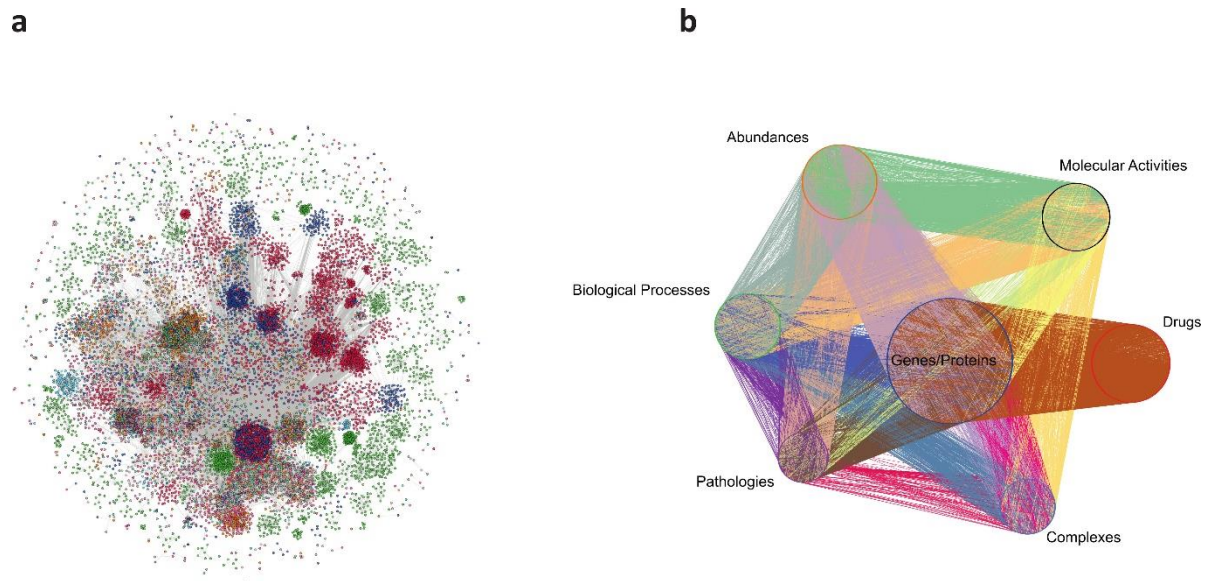 a
b
Abundances
Molecular Activities
Biological Processes
Drugs
Genes/Proteins
Pathologies
Complexes